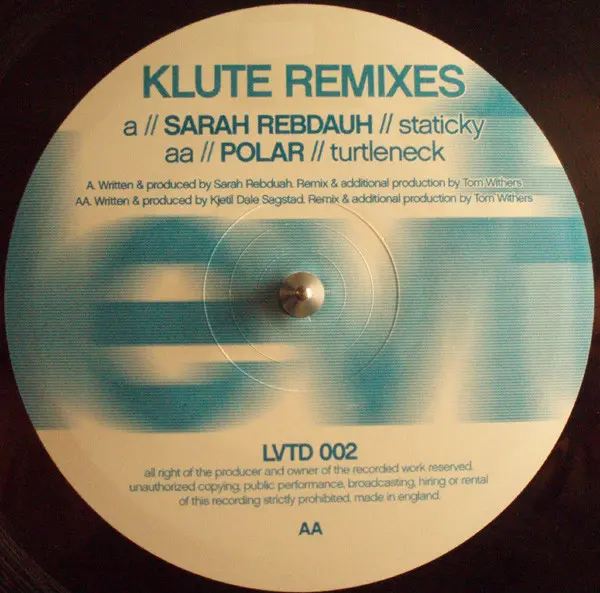 KLUTE REMIXES
a // SARAH REBDAUH // staticky
aa // POLAR // turtleneck
A. Written & produced by Sarah Rebduah. Remix & additional production by Tom Withers
AA. Written & produced by Kjetil Dale Sagstad. Remix & additional production by Tom Withers
LVTD 002
all right of the producer and owner of the recorded work reserved.
unauthorized copying, public performance, broadcasting, hiring or rental
of this recording strictly prohibited. made in england.
AA